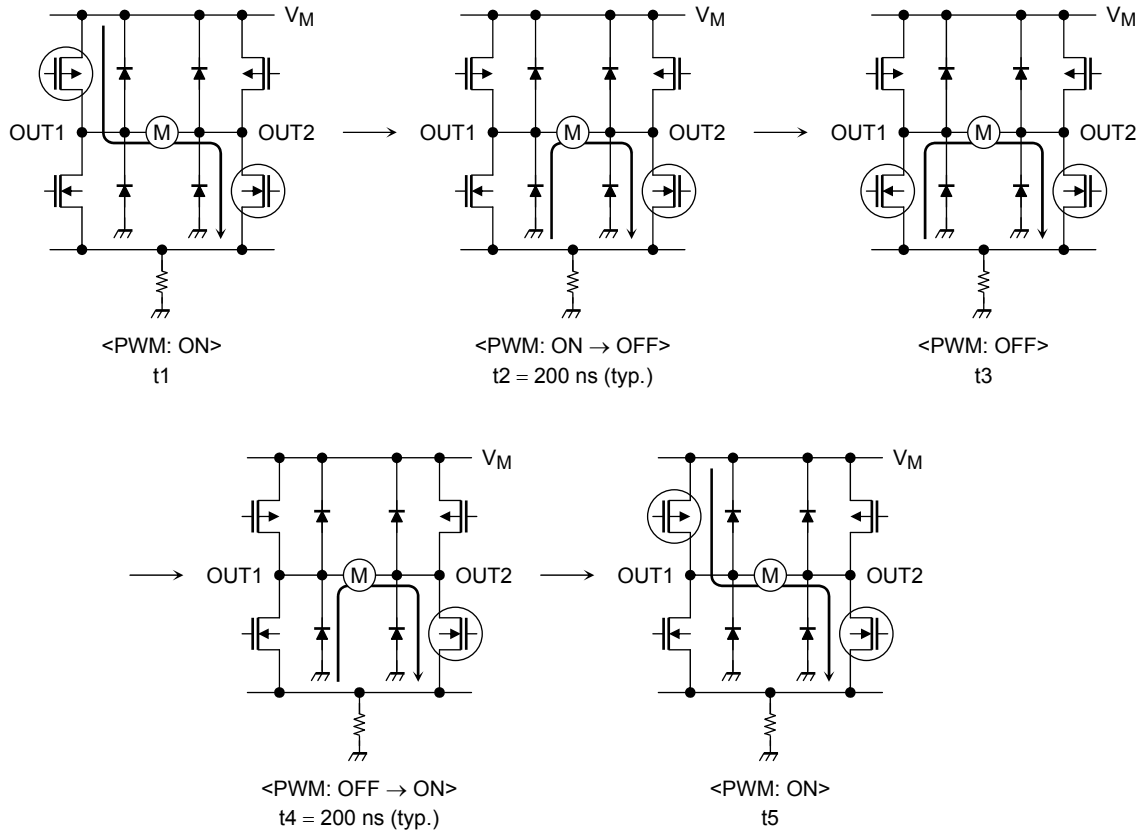 VM
VM
VM
OUT1 M OUT2
OUT1 M OUT2
OUT1 M OUT2
<PWM: ON>
t1
<PWM: ON → OFF>
t2 = 200 ns (typ.)
<PWM: OFF>
t3
VM
VM
OUT1 M OUT2
OUT1 M OUT2
<PWM: OFF → ON>
t4 = 200 ns (typ.)
<PWM: ON>
t5